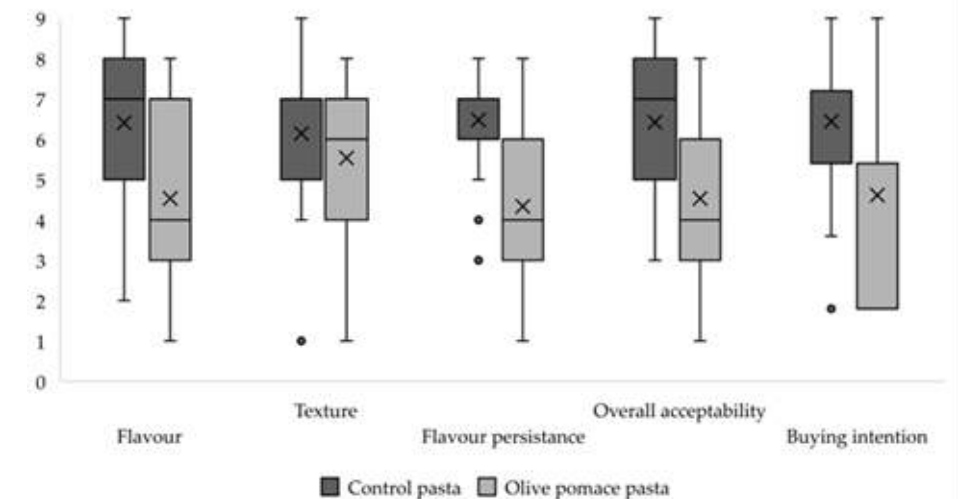 9
8
7
6
5
4
3
2
1
0
Texture
Overall acceptability
Flavour
Flavour persistance
Buying intention
Control pasta
Olive pomace pasta